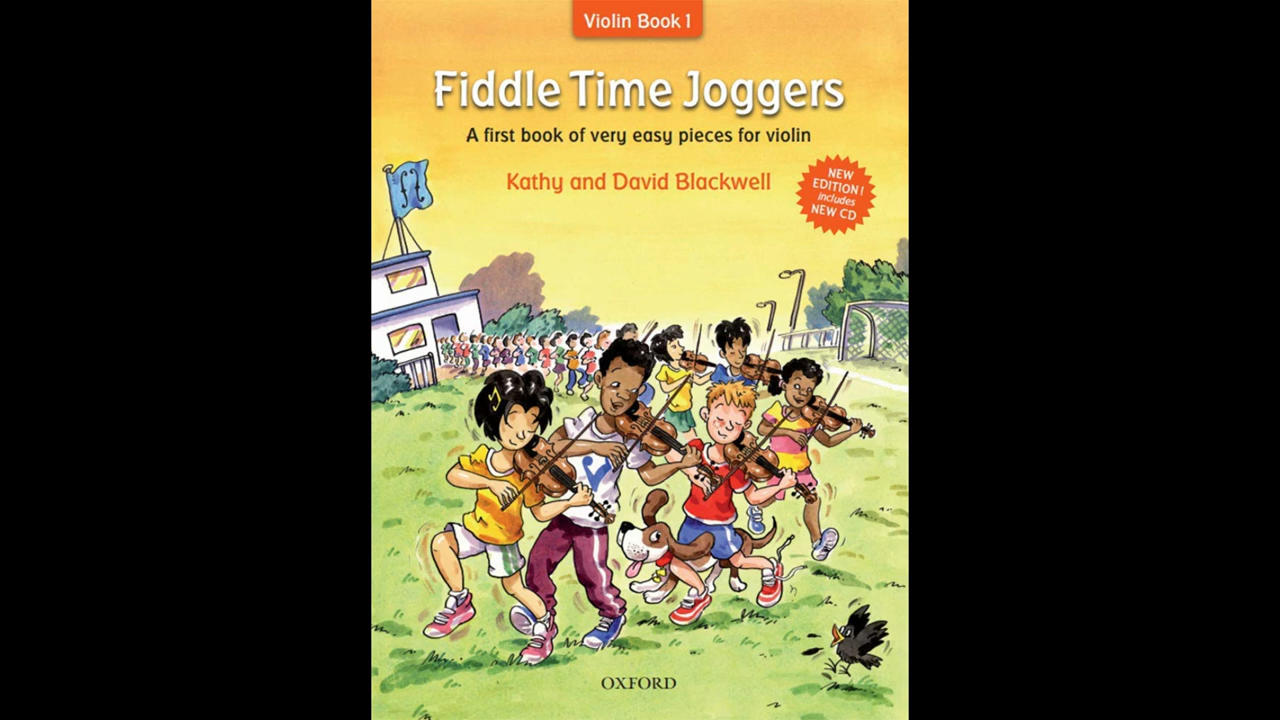 Violin Book 1
Fiddle Time Joggers
A first book of very easy pieces for violin
Kathy and David Blackwell
NEW
EDITION!
includes
NEW CD
OXFORD